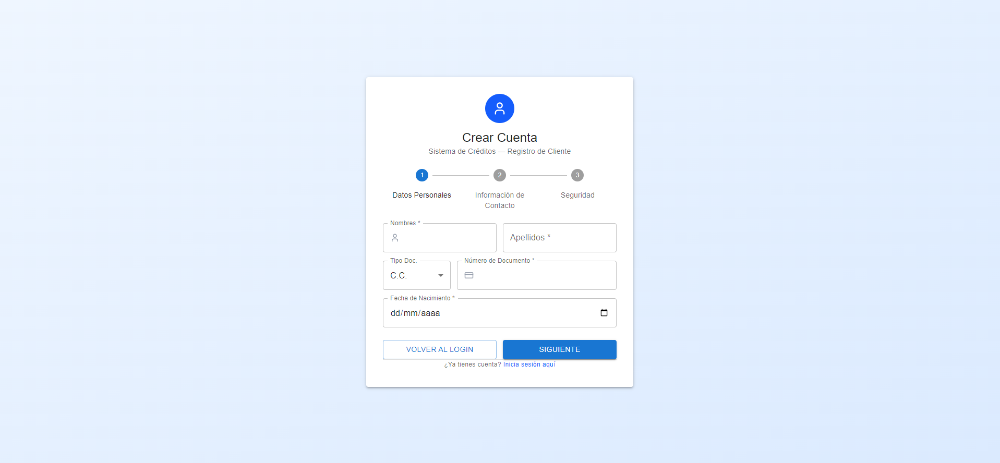 Crear Cuenta
Sistema de Créditos — Registro de Cliente
1 2 3
Datos Personales
Información de
Contacto
Seguridad
Nombres *
Apellidos *
Tipo Doc.
C.C.
Número de Documento *
Fecha de Nacimiento *
dd/mm/aaaa
VOLVER AL LOGIN
SIGUIENTE
¿Ya tienes cuenta? Inicia sesión aquí